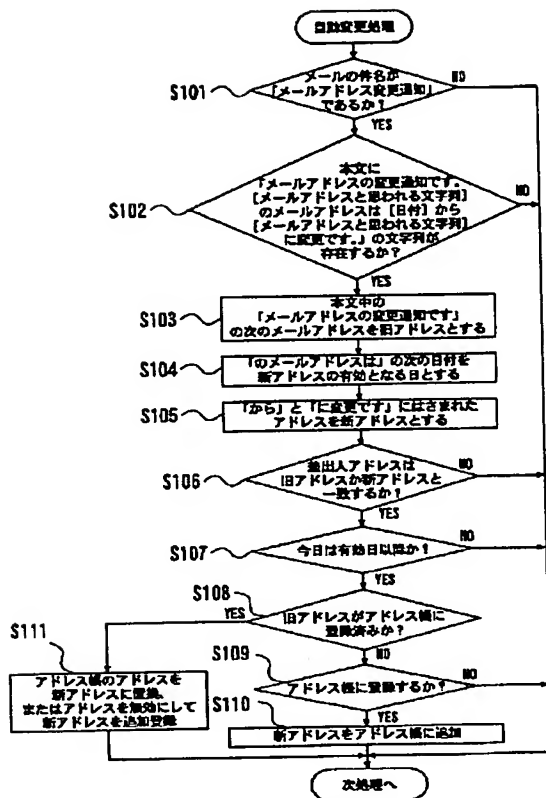 自動変更処理
メールの件名が
「メールアドレス変更通知」
であるか?
NO
S101
YES
本文に
「メールアドレスの変更通知です。
[メールアドレスと思われる文字列]
のメールアドレスは [日付] から
[メールアドレスと思われる文字列]
に変更です。」の文字列が
存在するか?
NO
S102
YES
本文中の
「メールアドレスの変更通知です」
の次のメールアドレスを旧アドレスとする
S103
「のメールアドレスは」の次の日付を
新アドレスの有効となる日とする
S104
「から」と「に変更です」にはさまれた
アドレスを新アドレスとする
S105
差出人アドレスは
旧アドレスか新アドレスと
一致するか?
NO
S106
YES
今日は有効日以前か?
NO
S107
YES
S108
旧アドレスがアドレス帳に
登録済みか?
YES
NO
S111
アドレス帳のアドレスを
新アドレスに置換、
またはアドレスを無効にして
新アドレスを追加登録
S109
アドレス帳に登録するか?
NO
YES
S110
新アドレスをアドレス帳に追加
次処理へ